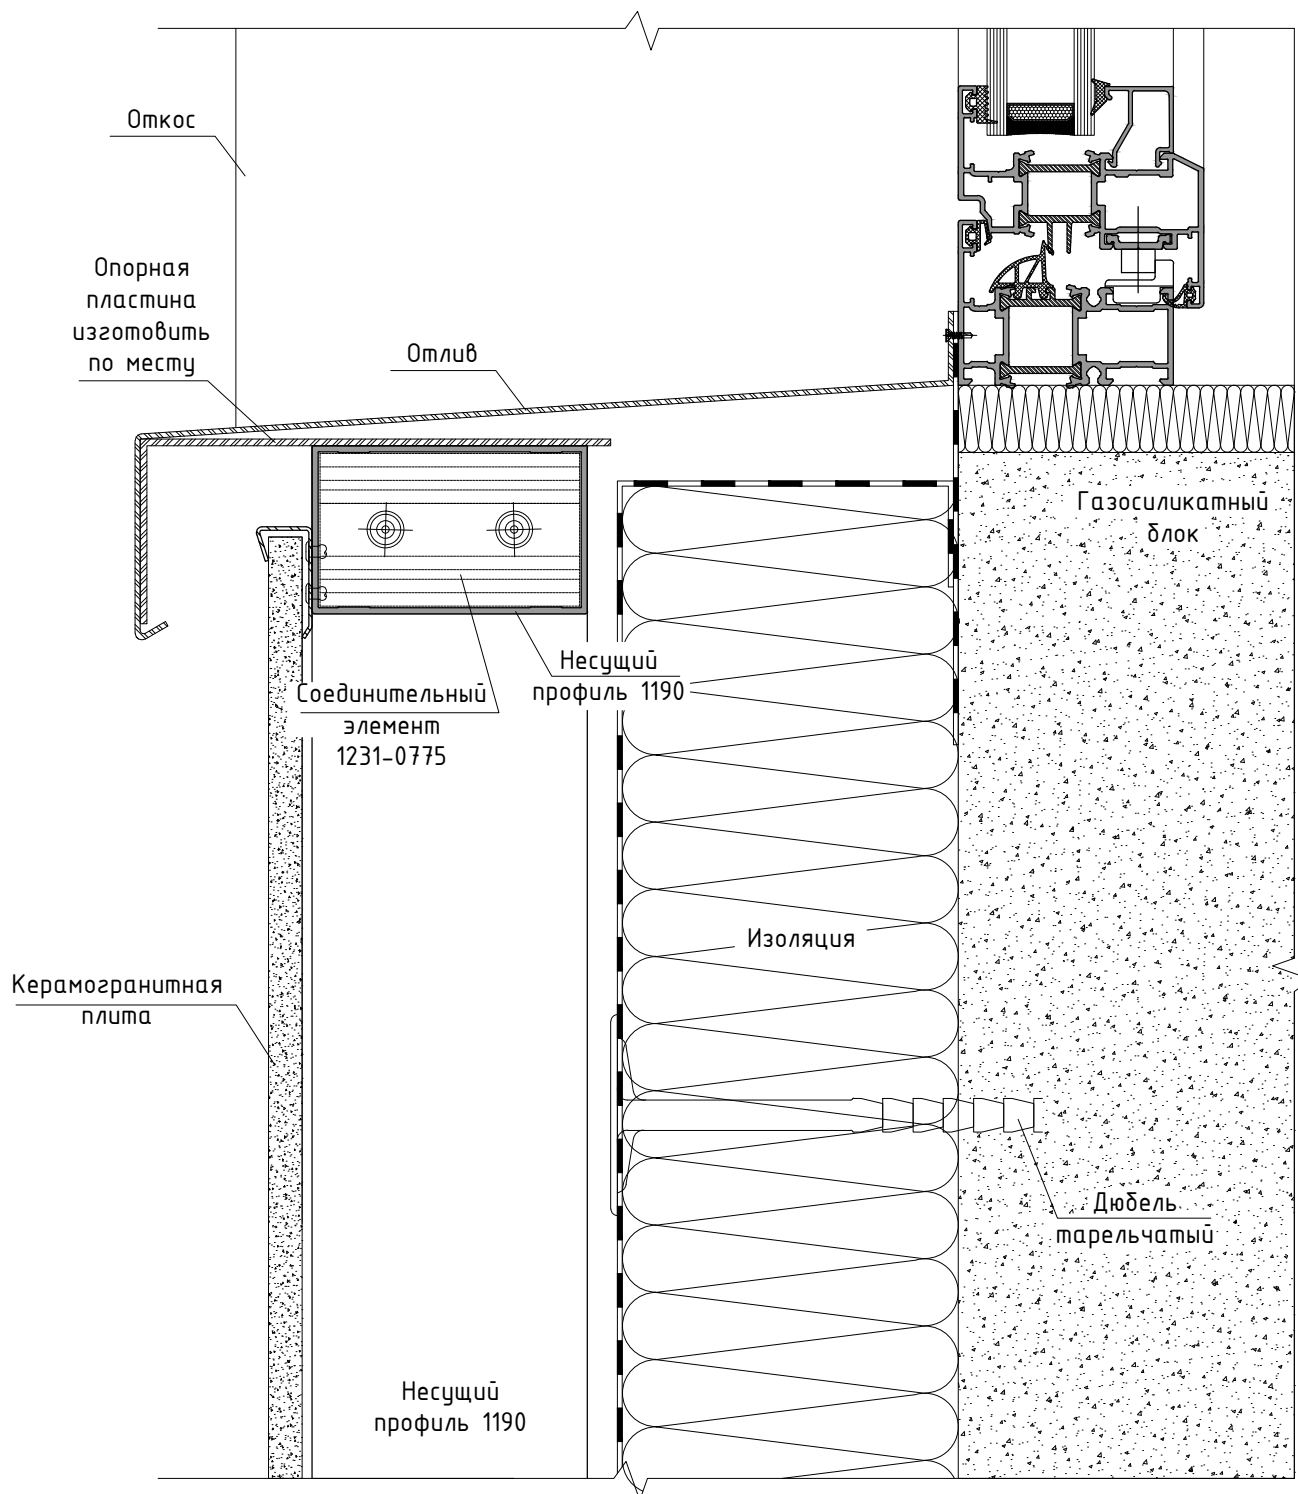 Откос
Опорная
пластина
изготовить
по месту
Отлив
Газосиликатный
блок
Несущий
профиль 1190
Соединительный
элемент
1231-0775
Изоляция
Керамогранитная
плита
Дюбель
тарельчатый
Несущий
профиль 1190